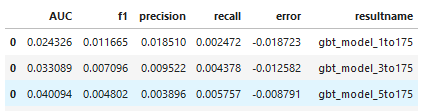 AUC f1 precision recall error resultname
0 0.024326 0.011665 0.018510 0.002472 -0.018723 gbt_model_1to175
0 0.033089 0.007096 0.009522 0.004378 -0.012582 gbt_model_3to175
0 0.040094 0.004802 0.003896 0.005757 -0.008791 gbt_model_5to175